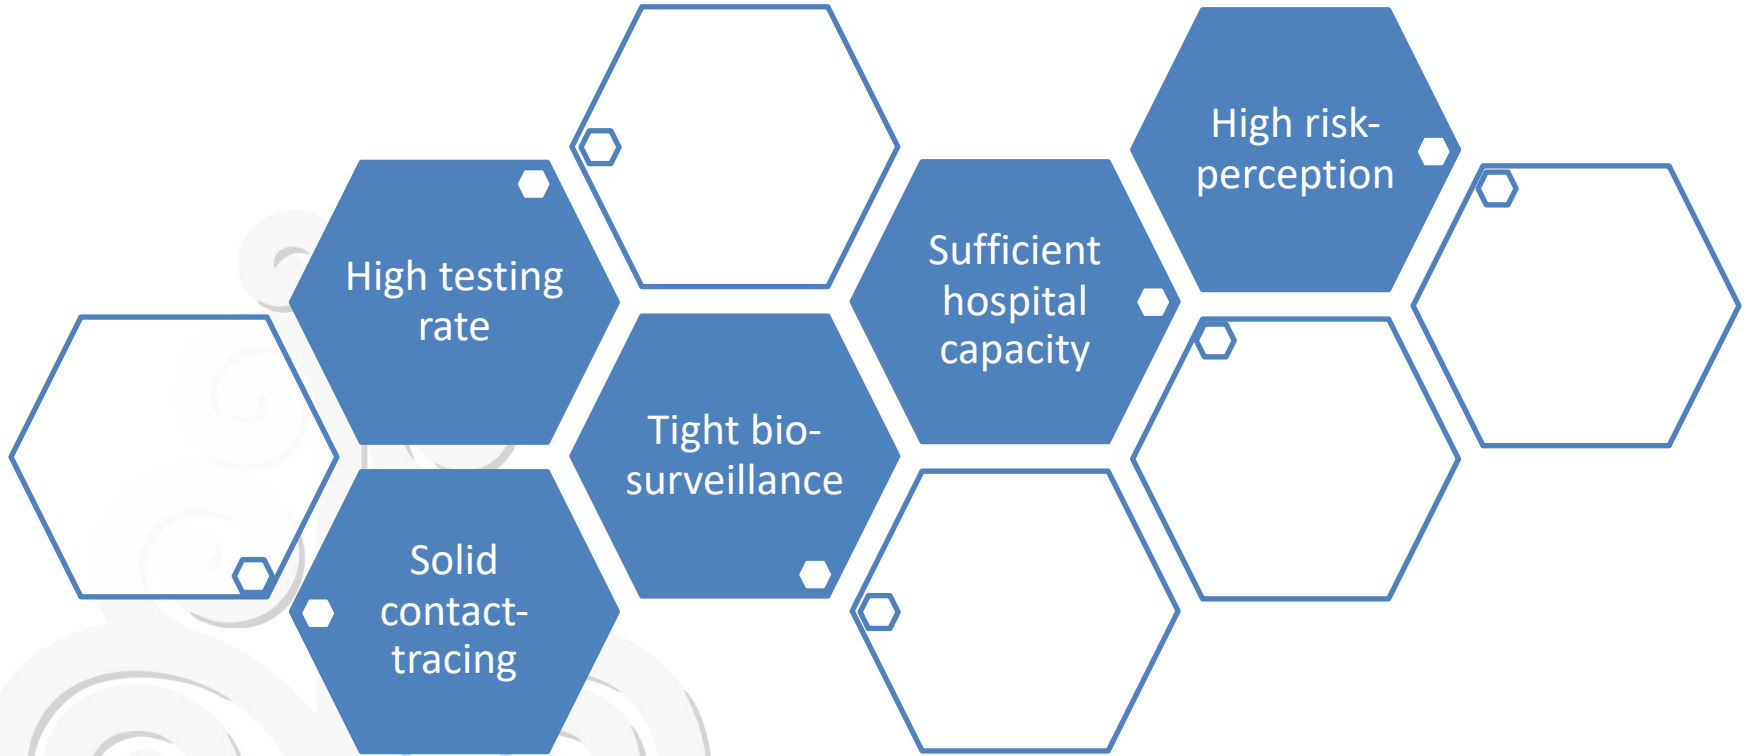 High risk-
perception
High testing
rate
Sufficient
hospital
capacity
Tight bio-
surveillance
Solid
contact-
tracing